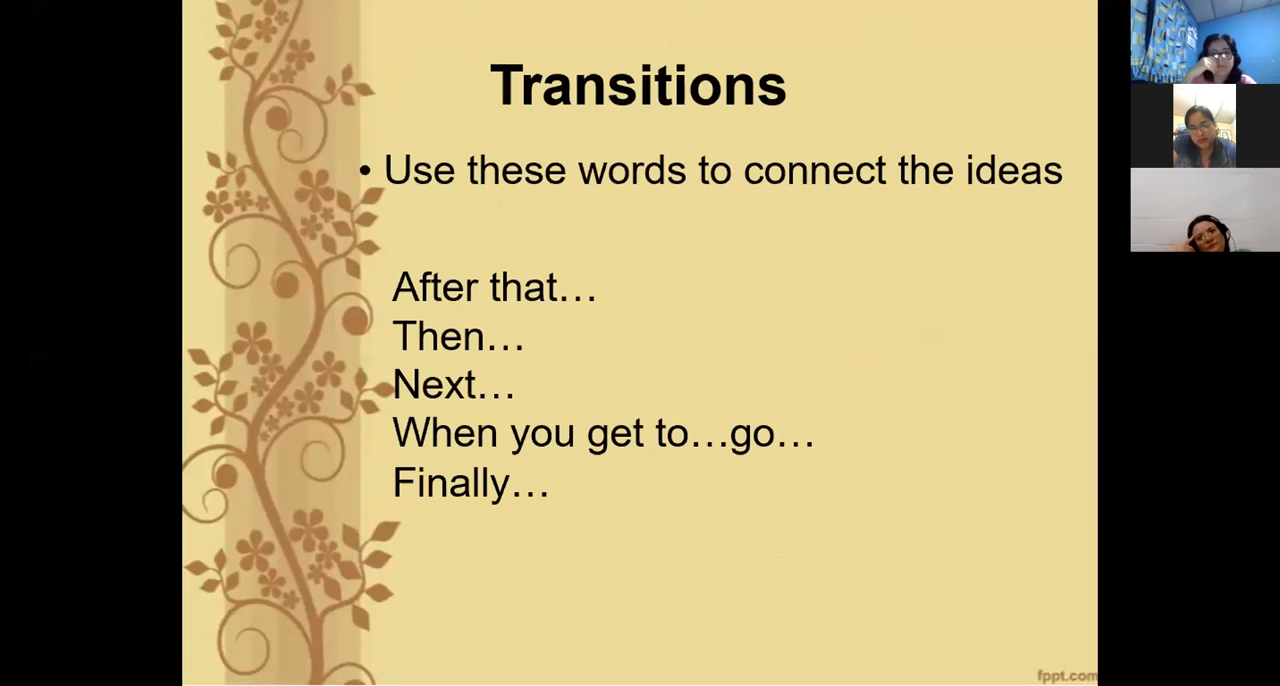 Transitions
• Use these words to connect the ideas
After that…
Then…
Next…
When you get to…go…
Finally…
fppt.com